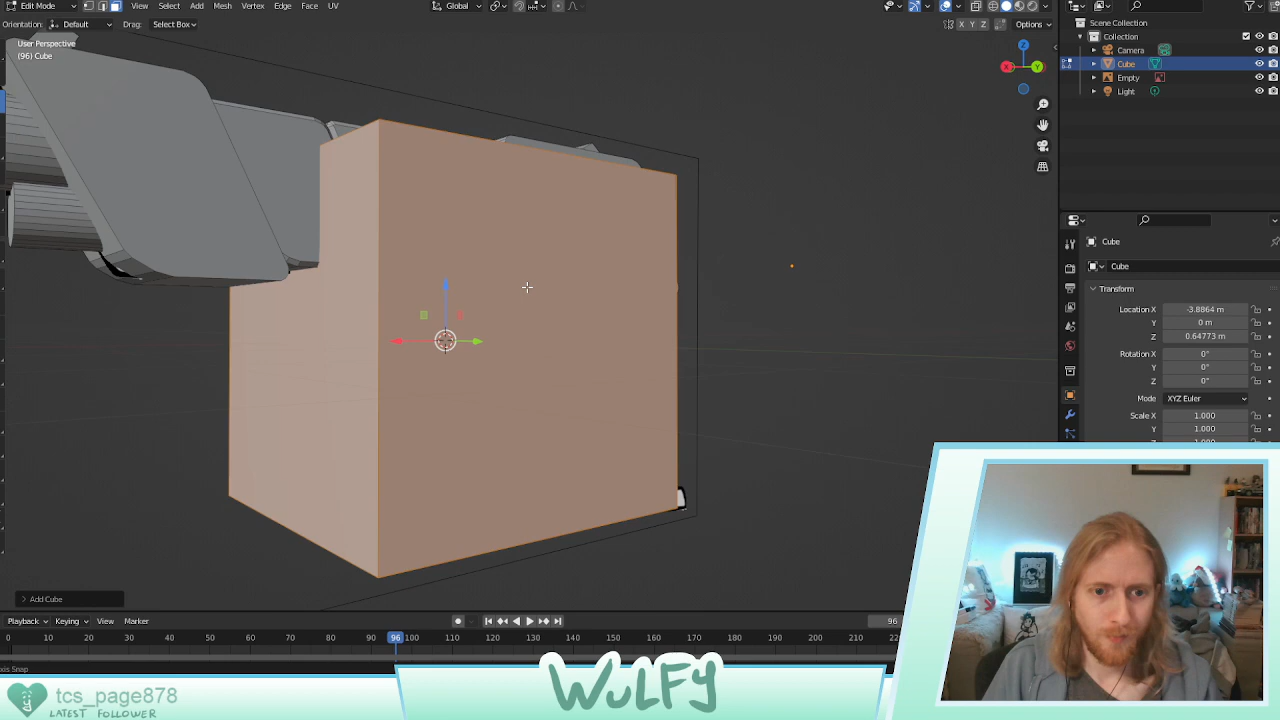 Edit Mode View Select Add Mesh Vertex Edge Face UV Global
Orientation: Default Drag: Select Box X Y Z Options
User Perspective
(96) Cube
Z
X Y
Scene Collection
Collection
Camera
Cube
Empty
Light
Cube
Cube
Transform
Location X -3.8864 m
Y 0 m
Z 0.64773 m
Rotation X 0°
Y 0°
Z 0°
Mode XYZ Euler
Scale X 1.000
Y 1.000
Add Cube
Playback Keying View Marker 96
0 10 20 30 40 50 60 70 80 90 96 100 110 120 130 140 150 160 170 180 190 200 210
axis Snap
tcs_page878
LATEST FOLLOWER
WULFY